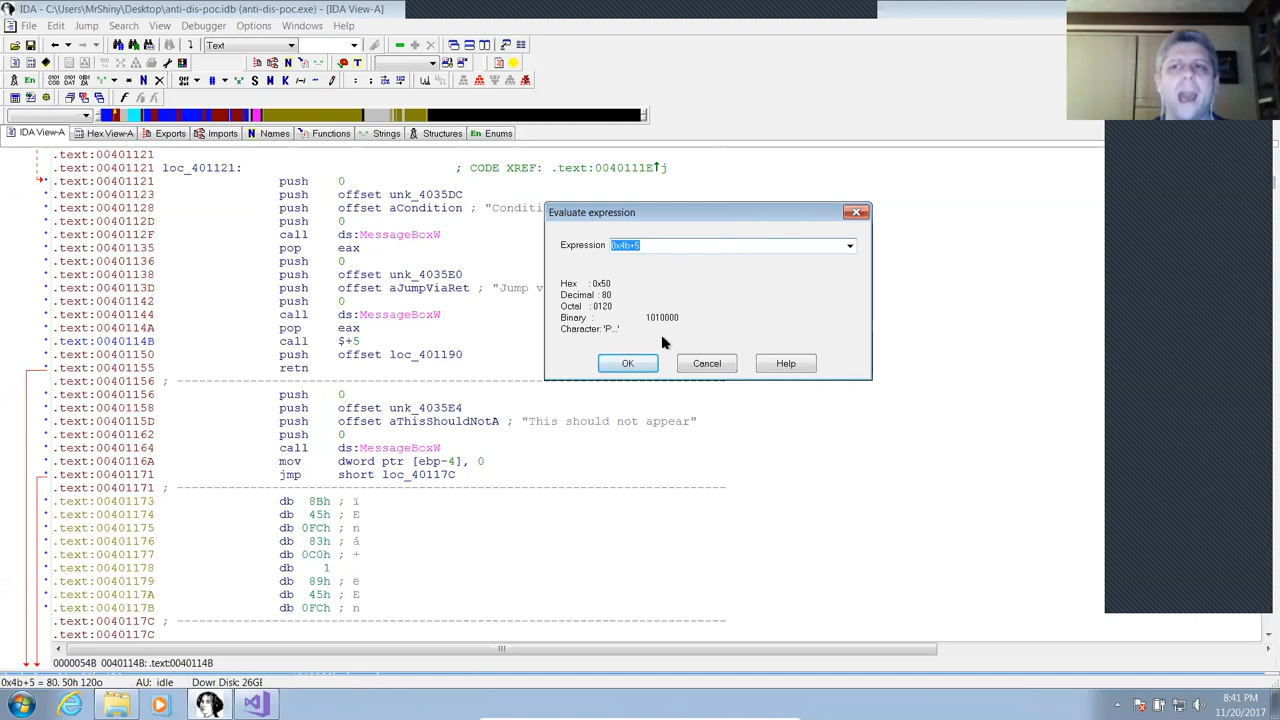 IDA - C:\Users\MrShiny\Desktop\anti-dis-poc.idb (anti-dis-poc.exe) - [IDA View-A]
File Edit Jump Search View Debugger Options Windows Help
Text
IDA View-A Hex View-A Exports Imports Names Functions Strings Structures Enums
.text:00401121
.text:00401121 loc_401121: ; CODE XREF: .text:0040111E↑j
.text:00401121 push 0
.text:00401123 push offset unk_4035DC
.text:00401128 push offset aCondition ; "Conditi
.text:0040112D push 0
.text:0040112F call ds:MessageBoxW
.text:00401135 pop eax
.text:00401136 push 0
.text:00401138 push offset unk_4035E0
.text:0040113D push offset aJumpViaRet ; "Jump v
.text:00401142 push 0
.text:00401144 call ds:MessageBoxW
.text:0040114A pop eax
.text:0040114B call $+5
.text:00401150 push offset loc_401190
.text:00401155 retn
.text:00401156 ; ---------------------------------------------------------------------------
.text:00401156 push 0
.text:00401158 push offset unk_4035E4
.text:0040115D push offset aThisShouldNotA ; "This should not appear"
.text:00401162 push 0
.text:00401164 call ds:MessageBoxW
.text:0040116A mov dword ptr [ebp-4], 0
.text:00401171 jmp short loc_40117C
.text:00401171 ; ---------------------------------------------------------------------------
.text:00401173 db 8Bh ; ï
.text:00401174 db 45h ; E
.text:00401175 db 0FCh ; n
.text:00401176 db 83h ; â
.text:00401177 db 0C0h ; +
.text:00401178 db 1
.text:00401179 db 89h ; ë
.text:0040117A db 45h ; E
.text:0040117B db 0FCh ; n
.text:0040117C ; ---------------------------------------------------------------------------
.text:0040117C
Evaluate expression
Expression 0x4b+5
Hex : 0x50
Decimal : 80
Octal : 0120
Binary : 1010000
Character: 'P...'
OK Cancel Help
0000054B 0040114B: .text:0040114B
0x4b+5 = 80. 50h 120o AU: idle Down Disk: 26GB
8:41 PM
11/20/2017